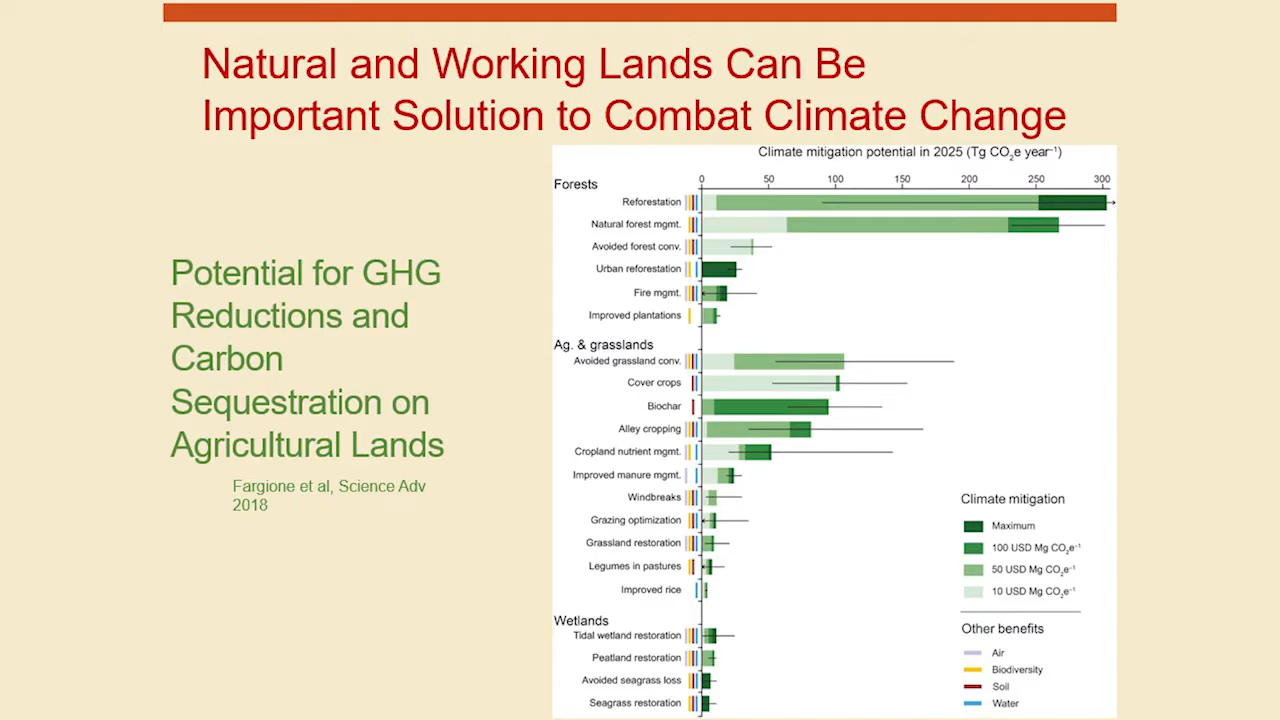 Natural and Working Lands Can Be
Important Solution to Combat Climate Change
Potential for GHG
Reductions and
Carbon
Sequestration on
Agricultural Lands
Fargione et al, Science Adv
2018
Climate mitigation potential in 2025 (Tg CO₂e year⁻¹)
0 50 100 150 200 250 300
Forests
Reforestation
Natural forest mgmt.
Avoided forest conv.
Urban reforestation
Fire mgmt.
Improved plantations
Ag. & grasslands
Avoided grassland conv.
Cover crops
Biochar
Alley cropping
Cropland nutrient mgmt.
Improved manure mgmt.
Windbreaks
Grazing optimization
Grassland restoration
Legumes in pastures
Improved rice
Wetlands
Tidal wetland restoration
Peatland restoration
Avoided seagrass loss
Seagrass restoration
Climate mitigation
Maximum
100 USD Mg CO₂e⁻¹
50 USD Mg CO₂e⁻¹
10 USD Mg CO₂e⁻¹
Other benefits
Air
Biodiversity
Soil
Water